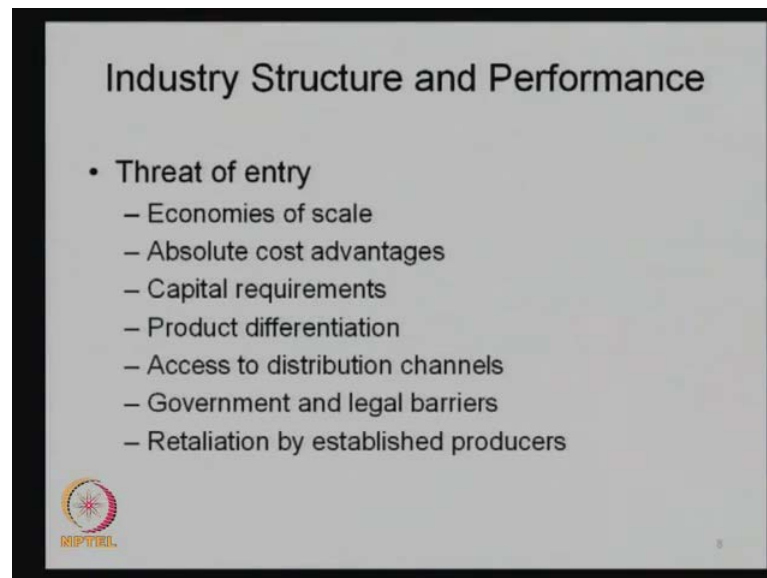 Industry Structure and Performance
• Threat of entry
– Economies of scale
– Absolute cost advantages
– Capital requirements
– Product differentiation
– Access to distribution channels
– Government and legal barriers
– Retaliation by established producers
NPTEL
8